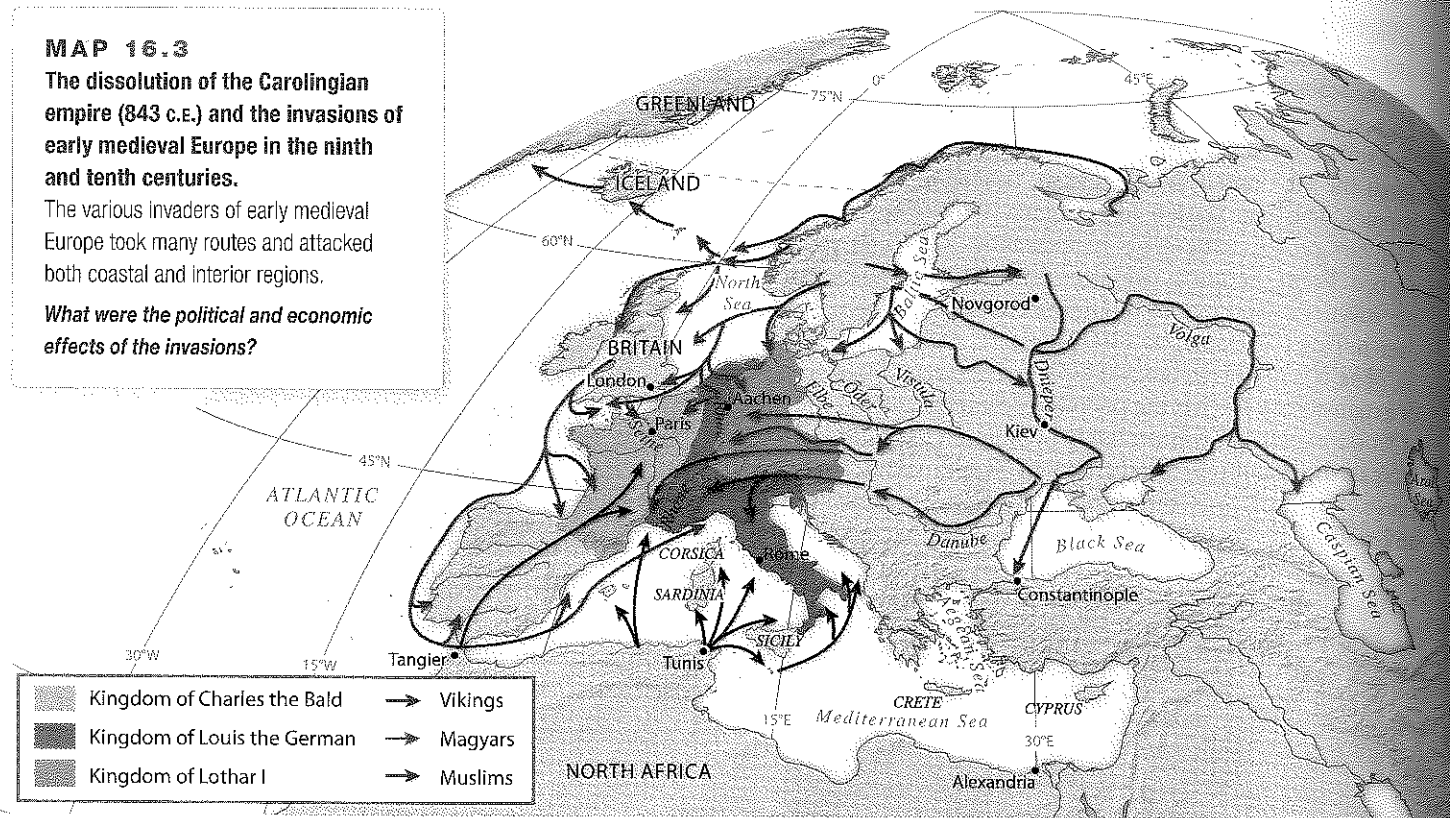 MAP 16.3
The dissolution of the Carolingian
empire (843 C.E.) and the invasions of
early medieval Europe in the ninth
and tenth centuries.
The various invaders of early medieval
Europe took many routes and attacked
both coastal and interior regions.
What were the political and economic
effects of the invasions?
0°
45°E
75°N
GREENLAND
ICELAND
60°N
North
Sea
Baltic Sea
Novgorod
Volga
BRITAIN
London
Aachen
Elbe
Oder
Vistula
Dnieper
Paris
Kiev
45°N
ATLANTIC
OCEAN
Aral
Sea
Danube
Black Sea
Caspian Sea
CORSICA
Rome
SARDINIA
Constantinople
Aegean Sea
SICILY
30°W
15°W
Tangier
Tunis
CRETE
CYPRUS
15°E
Mediterranean Sea
30°E
NORTH AFRICA
Alexandria
Kingdom of Charles the Bald
Vikings
Kingdom of Louis the German
Magyars
Kingdom of Lothar I
Muslims